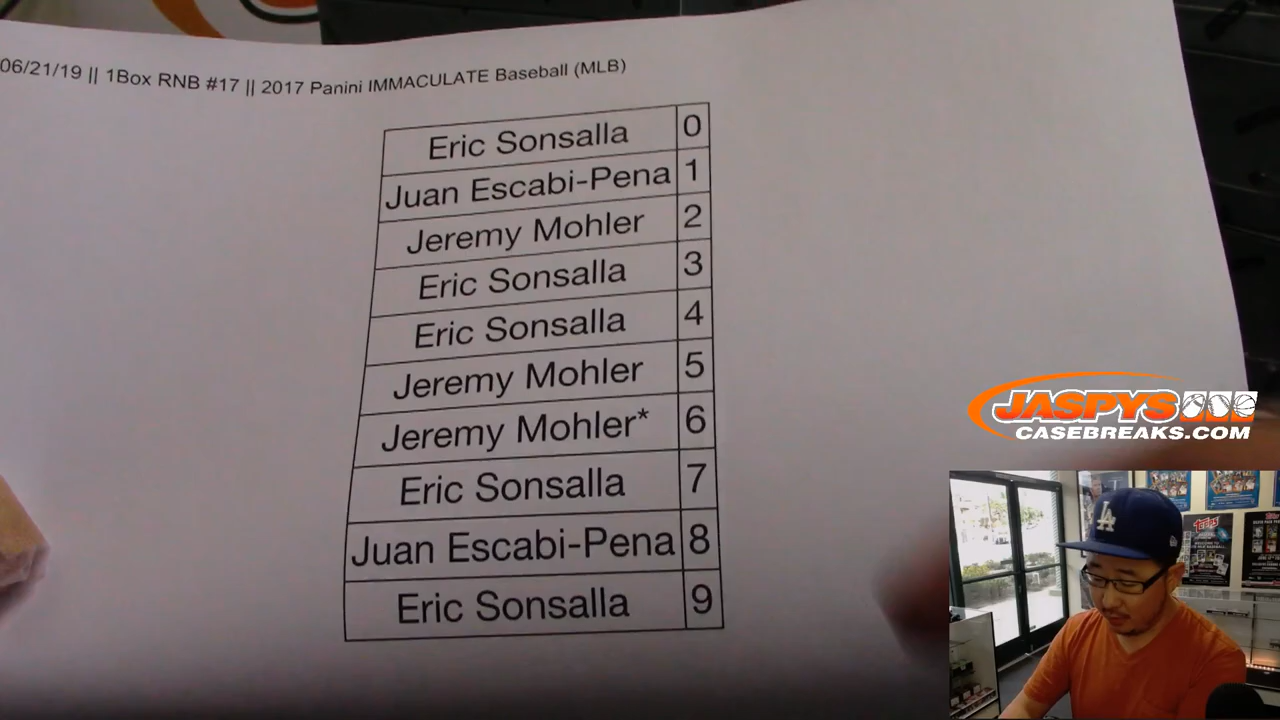 06/21/19 || 1Box RNB #17 || 2017 Panini IMMACULATE Baseball (MLB)
Eric Sonsalla 0
Juan Escabi-Pena 1
Jeremy Mohler 2
Eric Sonsalla 3
Eric Sonsalla 4
Jeremy Mohler 5
Jeremy Mohler* 6
Eric Sonsalla 7
Juan Escabi-Pena 8
Eric Sonsalla 9
JASPYS
CASEBREAKS.COM
LA